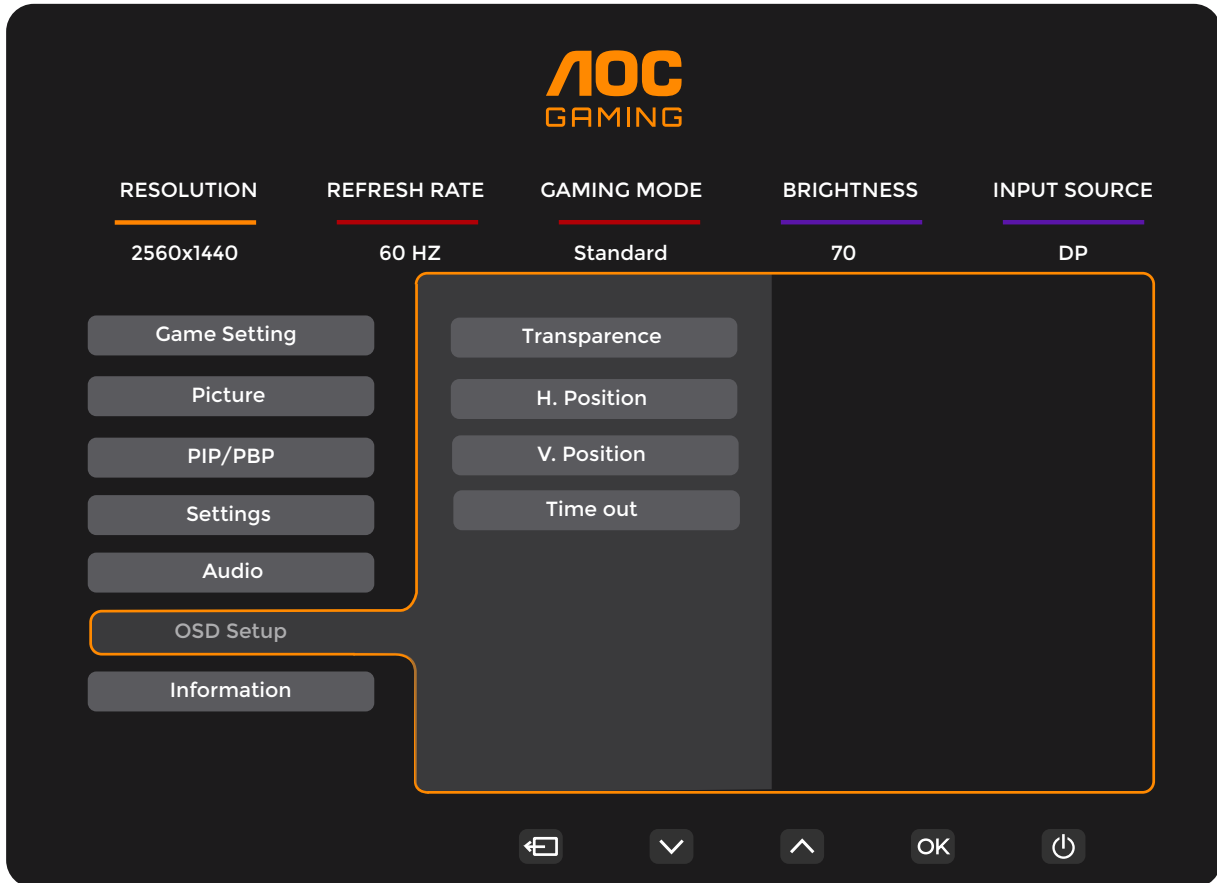 AOC
GAMING
RESOLUTION REFRESH RATE GAMING MODE BRIGHTNESS INPUT SOURCE
2560x1440 60 HZ Standard 70 DP
Game Setting
Picture
PIP/PBP
Settings
Audio
OSD Setup
Information
Transparence
H. Position
V. Position
Time out
OK